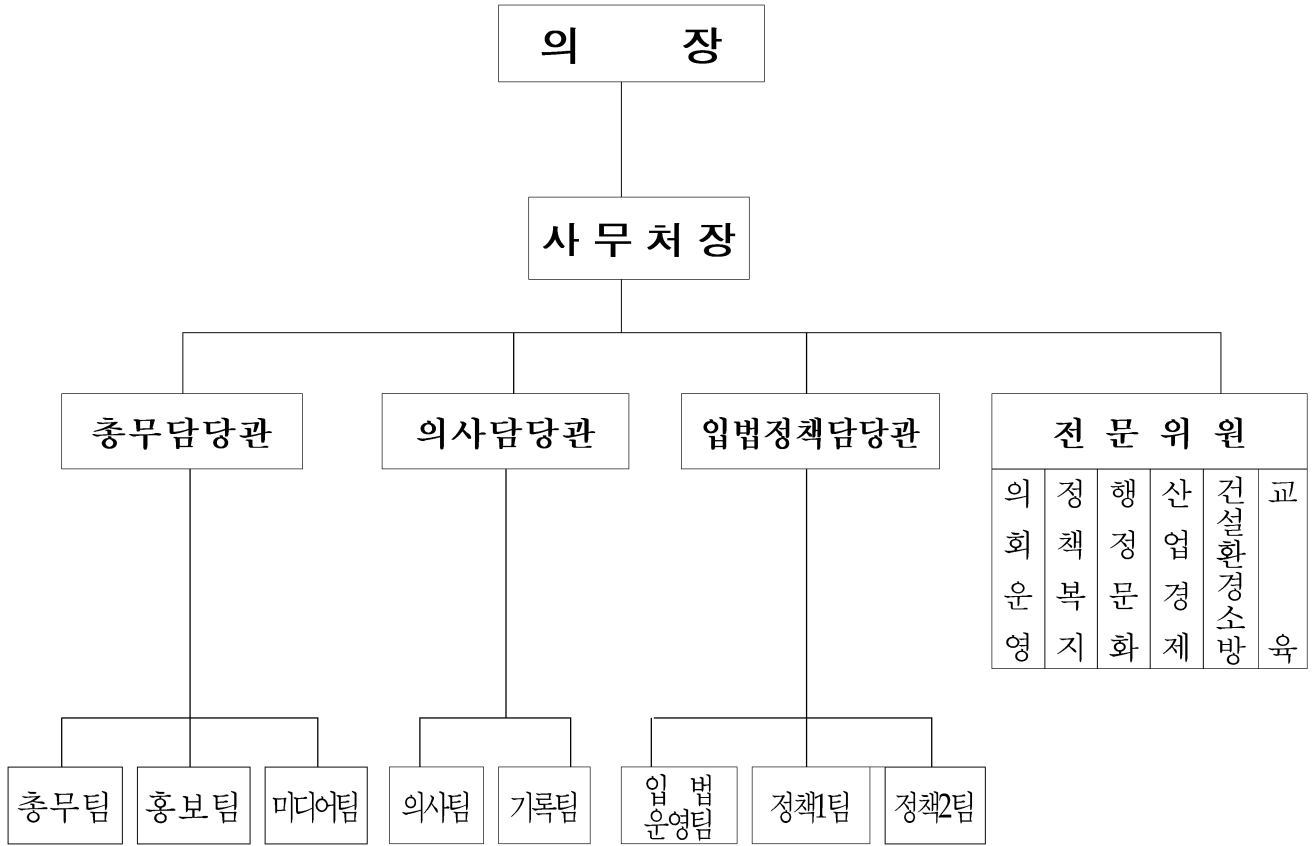 의 장
사무처장
총무담당관
의사담당관
입법정책담당관
전문위원
의회운영
정책복지
행정문화
산업경제
건설환경소방
교육
총무팀
홍보팀
미디어팀
의사팀
기록팀
입 법
운영팀
정책1팀
정책2팀